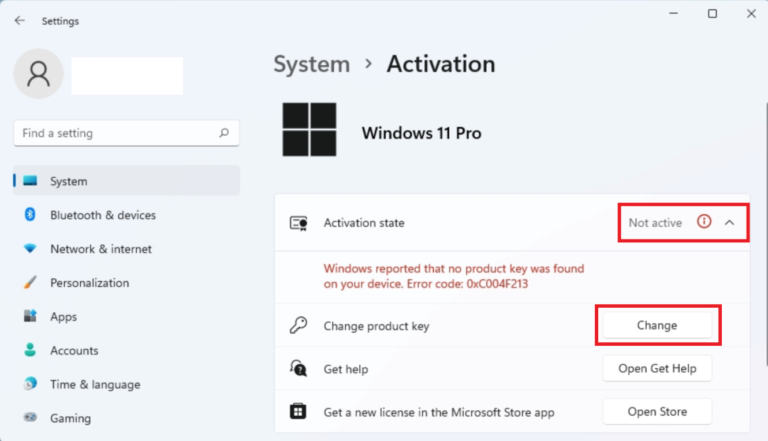 Settings
Find a setting
System
Bluetooth & devices
Network & internet
Personalization
Apps
Accounts
Time & language
Gaming
System > Activation
Windows 11 Pro
Activation state
Not active
Windows reported that no product key was found
on your device. Error code: 0xC004F213
Change product key
Change
Get help
Open Get Help
Get a new license in the Microsoft Store app
Open Store